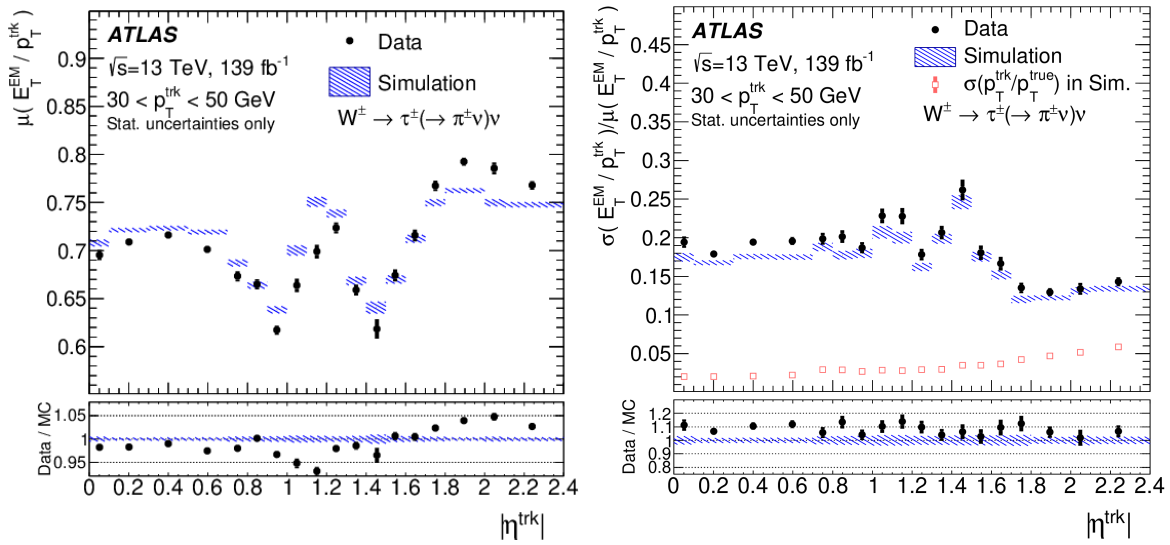 ATLAS
√s=13 TeV, 139 fb⁻¹
30 < p_T^trk < 50 GeV
Stat. uncertainties only
Data
Simulation
W± → τ±(→ π±ν)ν
μ( E_T^EM / p_T^trk )
0.9
0.85
0.8
0.75
0.7
0.65
0.6
Data / MC
1.05
1
0.95
0 0.2 0.4 0.6 0.8 1 1.2 1.4 1.6 1.8 2 2.2 2.4
|η^trk|
ATLAS
√s=13 TeV, 139 fb⁻¹
30 < p_T^trk < 50 GeV
Stat. uncertainties only
Data
Simulation
σ(p_T^trk/p_T^true) in Sim.
W± → τ±(→ π±ν)ν
σ( E_T^EM / p_T^trk )/μ( E_T^EM / p_T^trk )
0.45
0.4
0.35
0.3
0.25
0.2
0.15
0.1
0.05
Data / MC
1.2
1.1
1
0.9
0.8
0 0.2 0.4 0.6 0.8 1 1.2 1.4 1.6 1.8 2 2.2 2.4
|η^trk|